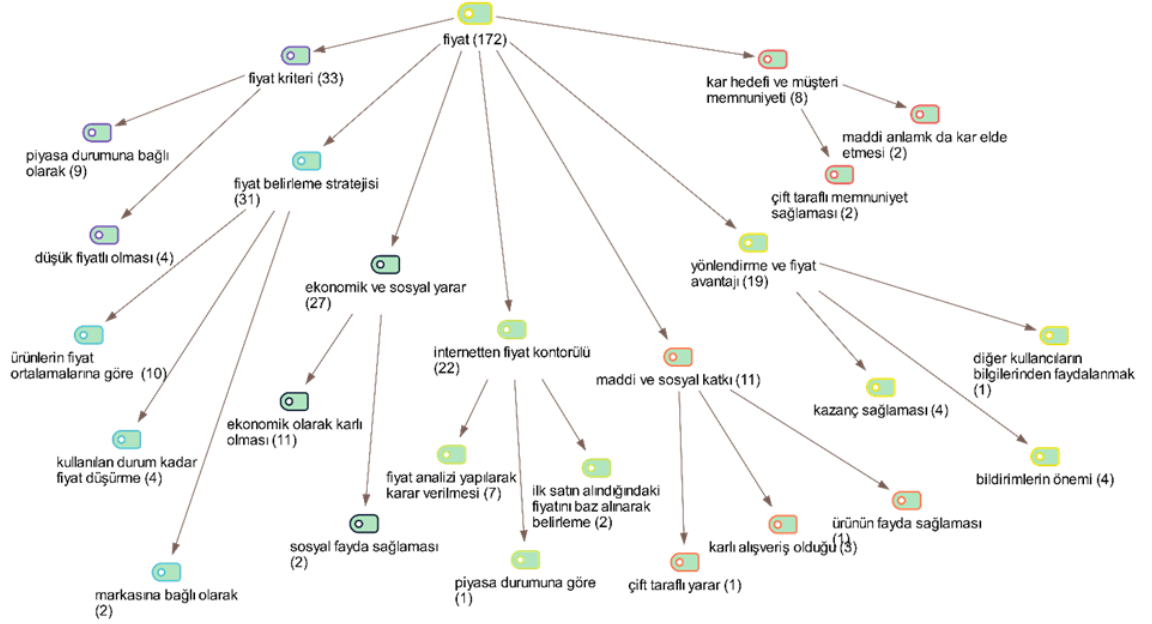 fiyat (172)
fiyat kriteri (33)
kar hedefi ve müşteri
memnuniyeti (8)
piyasa durumuna bağlı
olarak (9)
maddi anlamk da kar elde
etmesi (2)
fiyat belirleme stratejisi
(31)
çift taraflı memnuniyet
sağlaması (2)
düşük fiyatlı olması (4)
yönlendirme ve fiyat
avantajı (19)
ekonomik ve sosyal yarar
(27)
ürünlerin fiyat
ortalamalarına göre (10)
internetten fiyat kontorülü
(22)
maddi ve sosyal katkı (11)
diğer kullancıların
bilgilerinden faydalanmak
(1)
ekonomik olarak karlı
olması (11)
kazanç sağlaması (4)
kullanılan durum kadar
fiyat düşürme (4)
fiyat analizi yapılarak
karar verilmesi (7)
ilk satın alındığındaki
fiyatını baz alınarak
belirleme (2)
bildirimlerin önemi (4)
sosyal fayda sağlaması
(2)
ürünün fayda sağlaması
(1)
karlı alışveriş olduğu (3)
piyasa durumuna göre
(1)
çift taraflı yarar (1)
markasına bağlı olarak
(2)